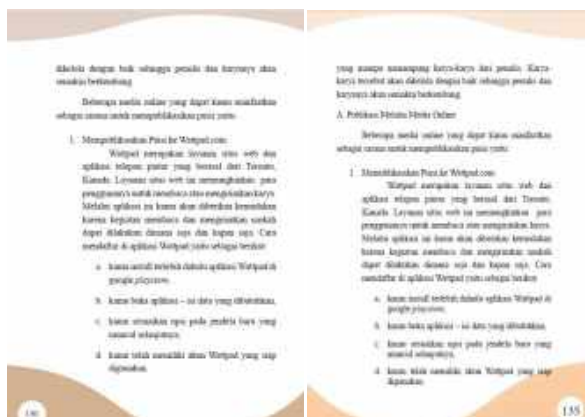 dikelola dengan baik sehingga penulis dan karyanya akan
semakin berkembang.
Beberapa media online yang dapat kamu manfaatkan
sebagai sarana untuk mempublikasikan puisi yaitu:
1. Mempublikasikan Puisi ke Wattpad.com
Wattpad merupakan layanan situs web dan
aplikasi telepon pintar yang berasal dari Toronto,
Kanada. Layanan situs web ini memungkinkan para
penggunanya untuk membaca atau mengirimkan karya.
Melalui aplikasi ini kamu akan diberikan kemudahan
karena kegiatan membaca dan mengirimkan naskah
dapat dilakukan dimana saja dan kapan saja. Cara
mendaftar di aplikasi Wattpad yaitu sebagai berikut:
a. kamu install terlebih dahulu aplikasi Wattpad di
google playstore,
b. kamu buka aplikasi – isi data yang dibutuhkan,
c. kamu sesuaikan opsi pada jendela baru yang
muncul selanjutnya,
d. kamu telah memiliki akun Wattpad yang siap
digunakan.
yang mampu menampung karya-karya dari penulis. Karya-
karya tersebut akan dikelola dengan baik sehingga penulis dan
karyanya akan semakin berkembang.
A. Publikasi Melalui Media Online
Beberapa media online yang dapat kamu manfaatkan
sebagai sarana untuk mempublikasikan puisi yaitu:
1. Mempublikasikan Puisi ke Wattpad.com
Wattpad merupakan layanan situs web dan
aplikasi telepon pintar yang berasal dari Toronto,
Kanada. Layanan situs web ini memungkinkan para
penggunanya untuk membaca atau mengirimkan karya.
Melalui aplikasi ini kamu akan diberikan kemudahan
karena kegiatan membaca dan mengirimkan naskah
dapat dilakukan dimana saja dan kapan saja. Cara
mendaftar di aplikasi Wattpad yaitu sebagai berikut:
a. kamu install terlebih dahulu aplikasi Wattpad di
google playstore,
b. kamu buka aplikasi – isi data yang dibutuhkan,
c. kamu sesuaikan opsi pada jendela baru yang
muncul selanjutnya,
d. kamu telah memiliki akun Wattpad yang siap
digunakan.
135